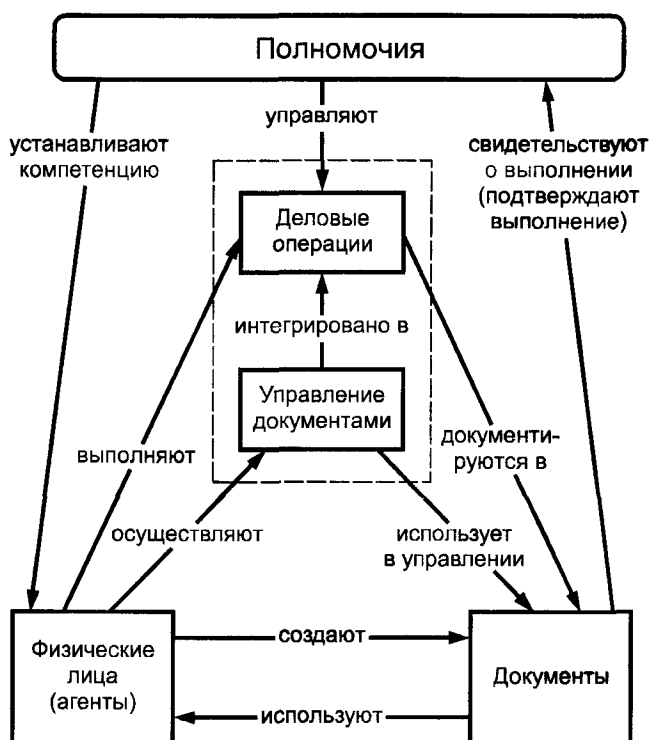 Полномочия
управляют
устанавливают
компетенцию
свидетельствуют
о выполнении
(подтверждают
выполнение)
Деловые
операции
интегрировано в
Управление
документами
выполняют
документи-
руются в
осуществляют
использует
в управлении
Физические
лица
(агенты)
создают
Документы
используют